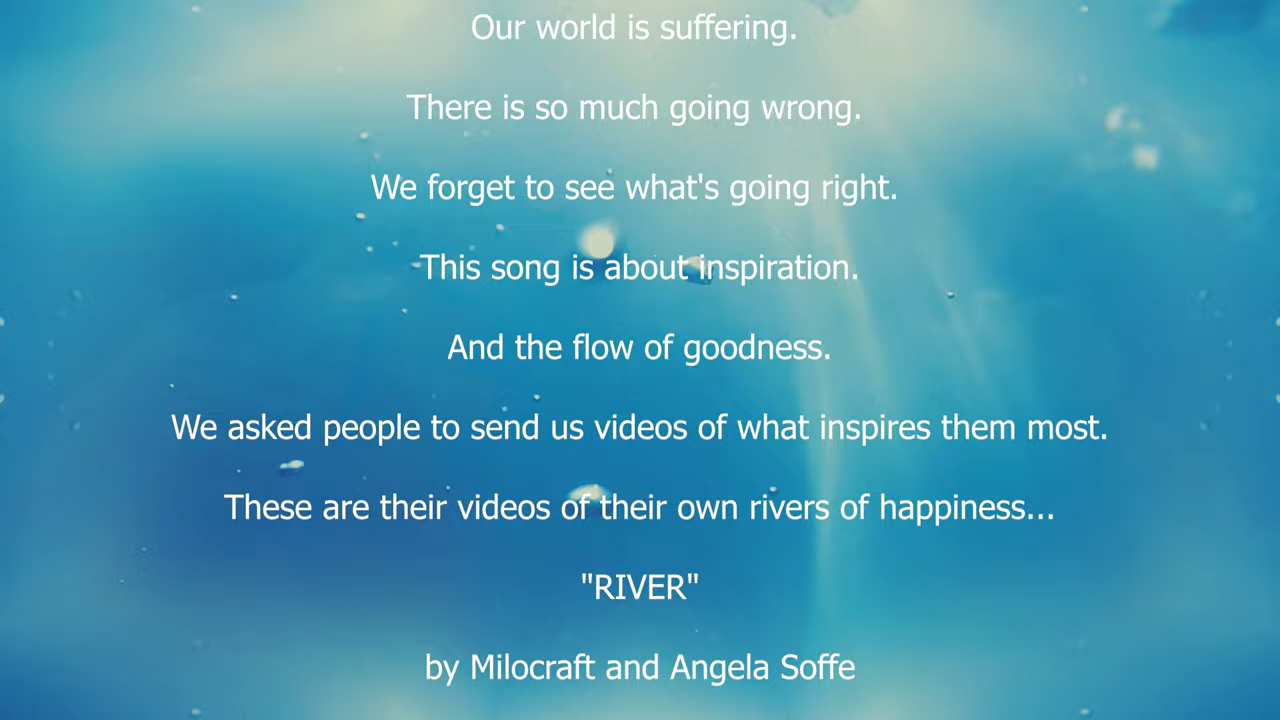 Our world is suffering.
There is so much going wrong.
We forget to see what's going right.
This song is about inspiration.
And the flow of goodness.
We asked people to send us videos of what inspires them most.
These are their videos of their own rivers of happiness...
"RIVER"
by Milocraft and Angela Soffe